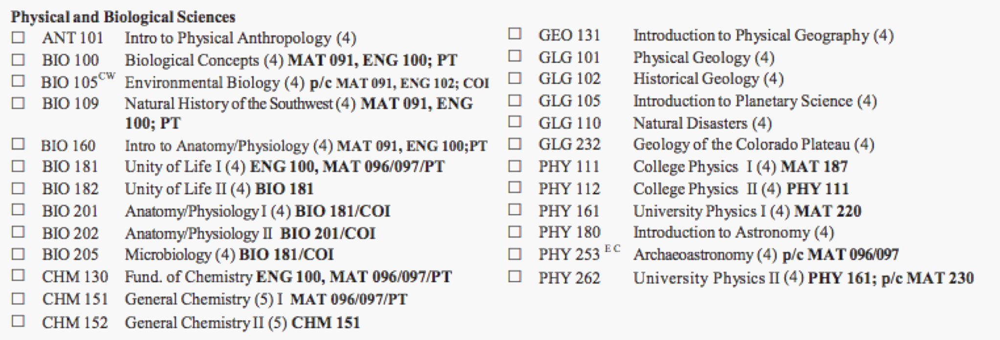 Physical and Biological Sciences
☐ ANT 101 Intro to Physical Anthropology (4)
☐ BIO 100 Biological Concepts (4) MAT 091, ENG 100; PT
☐ BIO 105CW Environmental Biology (4) p/c MAT 091, ENG 102; COI
☐ BIO 109 Natural History of the Southwest (4) MAT 091, ENG
100; PT
☐ BIO 160 Intro to Anatomy/Physiology (4) MAT 091, ENG 100;PT
☐ BIO 181 Unity of Life I (4) ENG 100, MAT 096/097/PT
☐ BIO 182 Unity of Life II (4) BIO 181
☐ BIO 201 Anatomy/Physiology I (4) BIO 181/COI
☐ BIO 202 Anatomy/Physiology II BIO 201/COI
☐ BIO 205 Microbiology (4) BIO 181/COI
☐ CHM 130 Fund. of Chemistry ENG 100, MAT 096/097/PT
☐ CHM 151 General Chemistry (5) I MAT 096/097/PT
☐ CHM 152 General Chemistry II (5) CHM 151
☐ GEO 131 Introduction to Physical Geography (4)
☐ GLG 101 Physical Geology (4)
☐ GLG 102 Historical Geology (4)
☐ GLG 105 Introduction to Planetary Science (4)
☐ GLG 110 Natural Disasters (4)
☐ GLG 232 Geology of the Colorado Plateau (4)
☐ PHY 111 College Physics I (4) MAT 187
☐ PHY 112 College Physics II (4) PHY 111
☐ PHY 161 University Physics I (4) MAT 220
☐ PHY 180 Introduction to Astronomy (4)
☐ PHY 253 E C Archaeoastronomy (4) p/c MAT 096/097
☐ PHY 262 University Physics II (4) PHY 161; p/c MAT 230